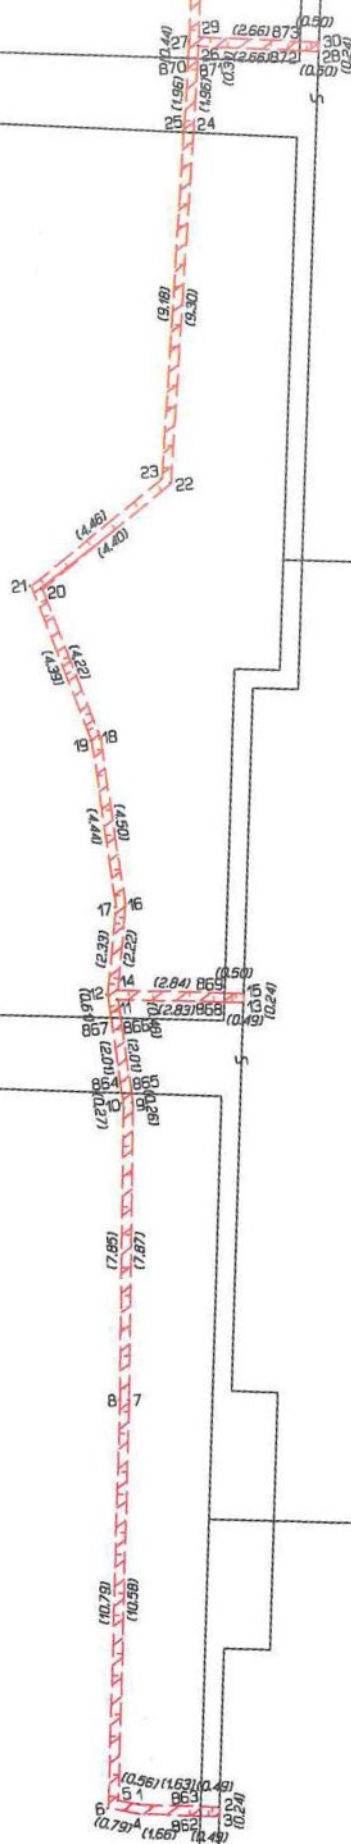 (0.50)
29 (2.66) 873 30
(0.44) 27 (0.24)
26 (2.66) 872 28
870 871 (0.50)
(1.96) (1.96)
25 24
(9.18) (9.30)
23 22
(4.46)
(4.40)
21 20
(4.39) (4.22)
19 18
(4.44) (4.50)
17 16
(2.33) (2.22)
14 (2.84) 869 (0.50)
12 15
11 (2.83) 868 13 (0.24)
867 866 (0.49)
(2.01) (2.01)
864 865
(0.27) 10 9 (0.26)
(7.85) (7.87)
8 7
(10.79) (10.58)
(0.56) (1.63) (0.49)
5 1 863 2 (0.24)
6 4 862 3
(0.79) (1.66) (0.49)